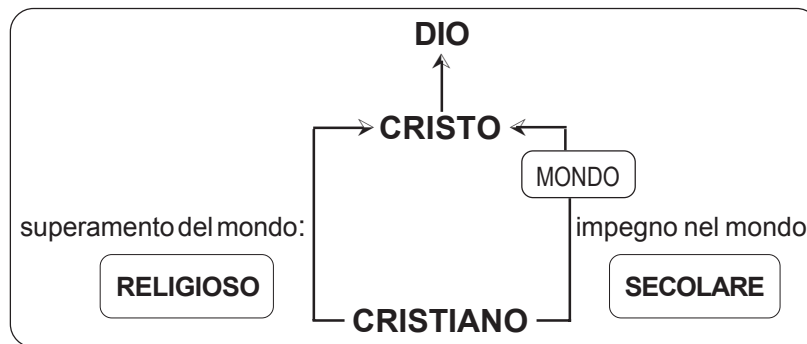 DIO
CRISTO
MONDO
superamento del mondo:
impegno nel mondo
RELIGIOSO
SECOLARE
CRISTIANO